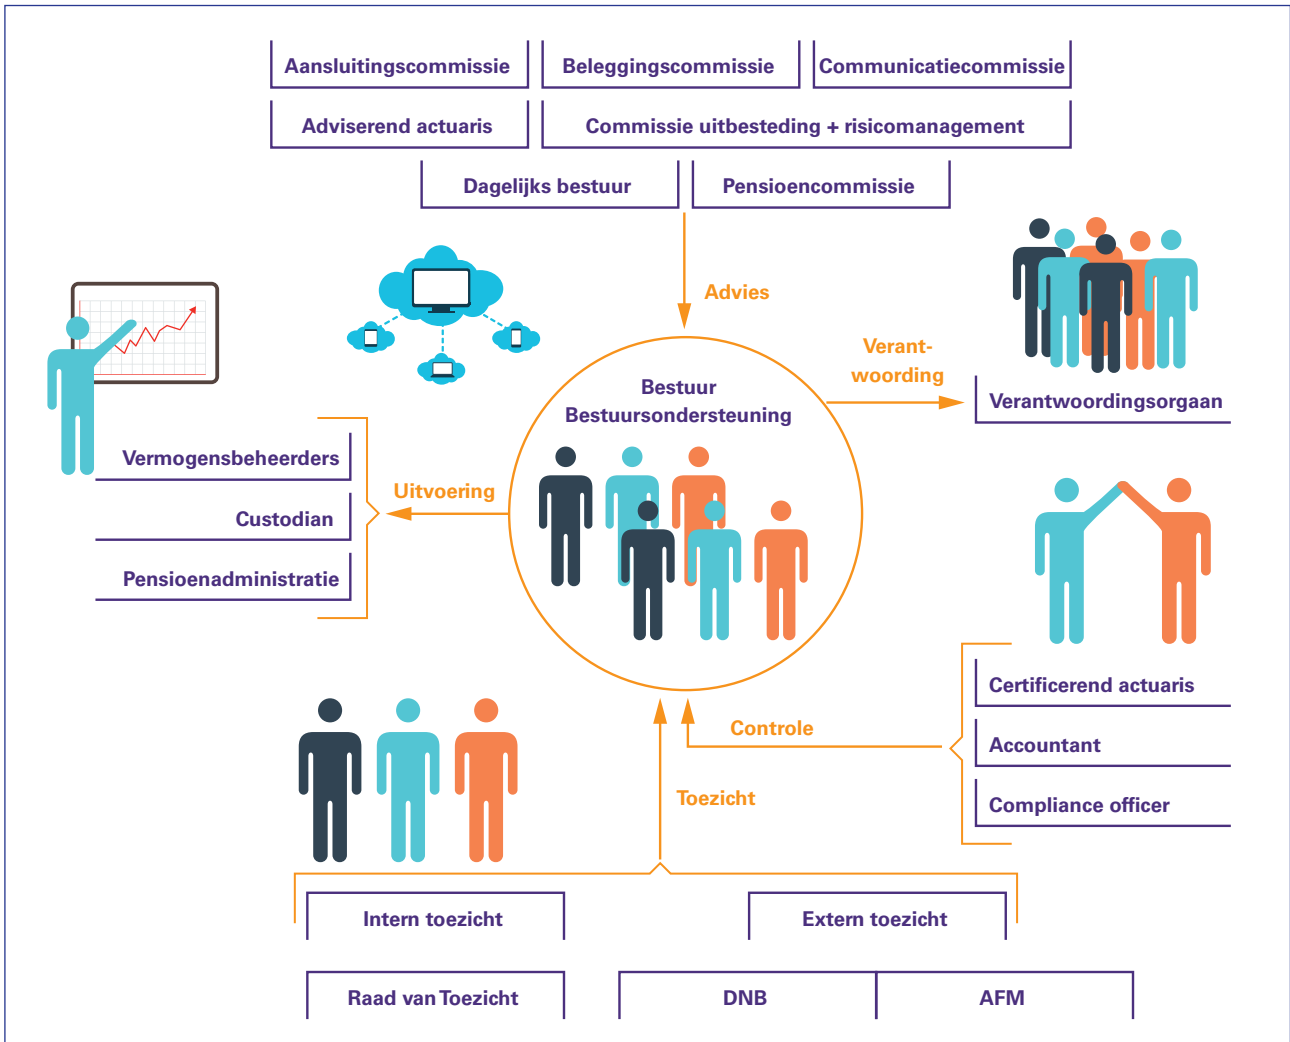 Aansluitingscommissie
Beleggingscommissie
Communicatiecommissie
Adviserend actuaris
Commissie uitbesteding + risicomanagement
Dagelijks bestuur
Pensioencommissie
Advies
Verant-
woording
Verantwoordingsorgaan
Bestuur
Bestuursondersteuning
Uitvoering
Vermogensbeheerders
Custodian
Pensioenadministratie
Certificerend actuaris
Accountant
Compliance officer
Controle
Toezicht
Intern toezicht
Extern toezicht
Raad van Toezicht
DNB
AFM